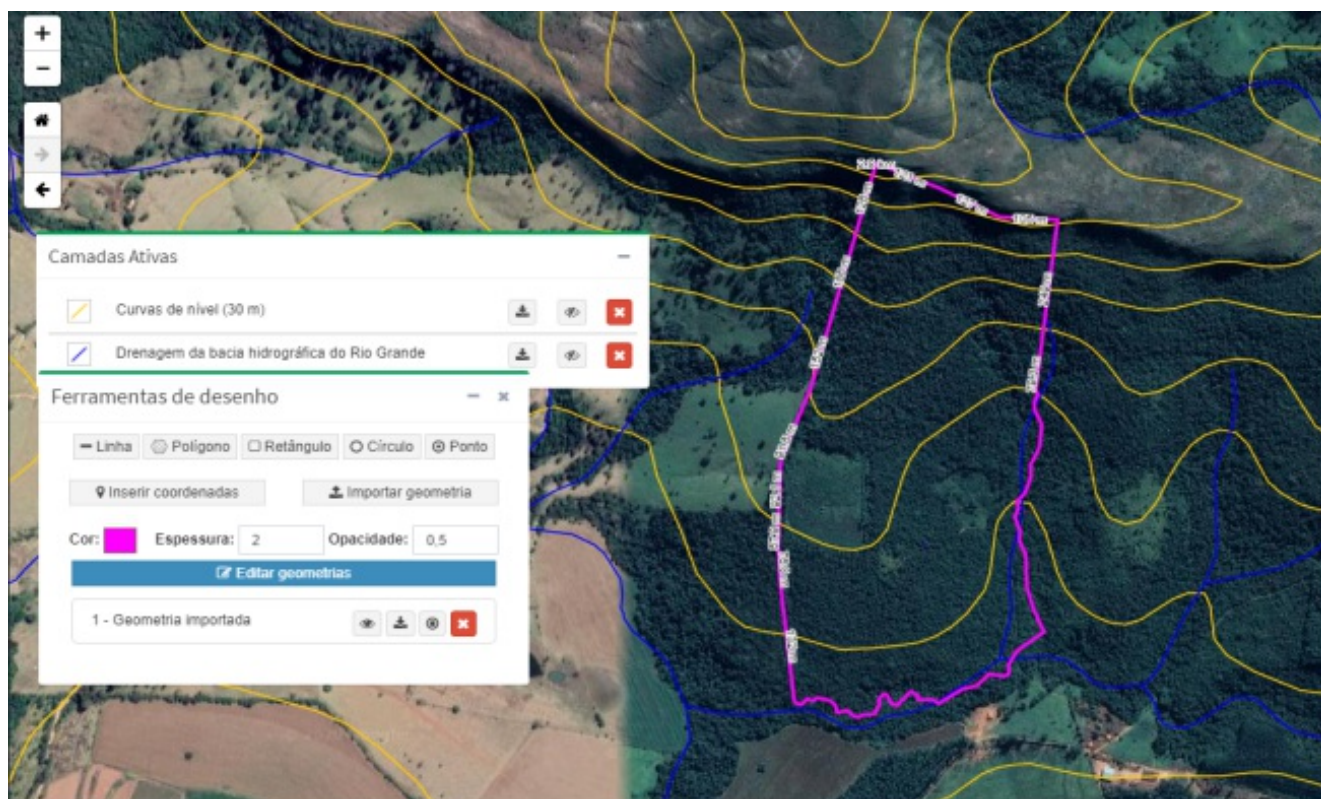 +
−
Camadas Ativas
Curvas de nível (30 m)
Drenagem da bacia hidrográfica do Rio Grande
Ferramentas de desenho
Linha Polígono Retângulo Círculo Ponto
Inserir coordenadas Importar geometria
Cor: Espessura: 2 Opacidade: 0,5
Editar geometrias
1 - Geometria importada